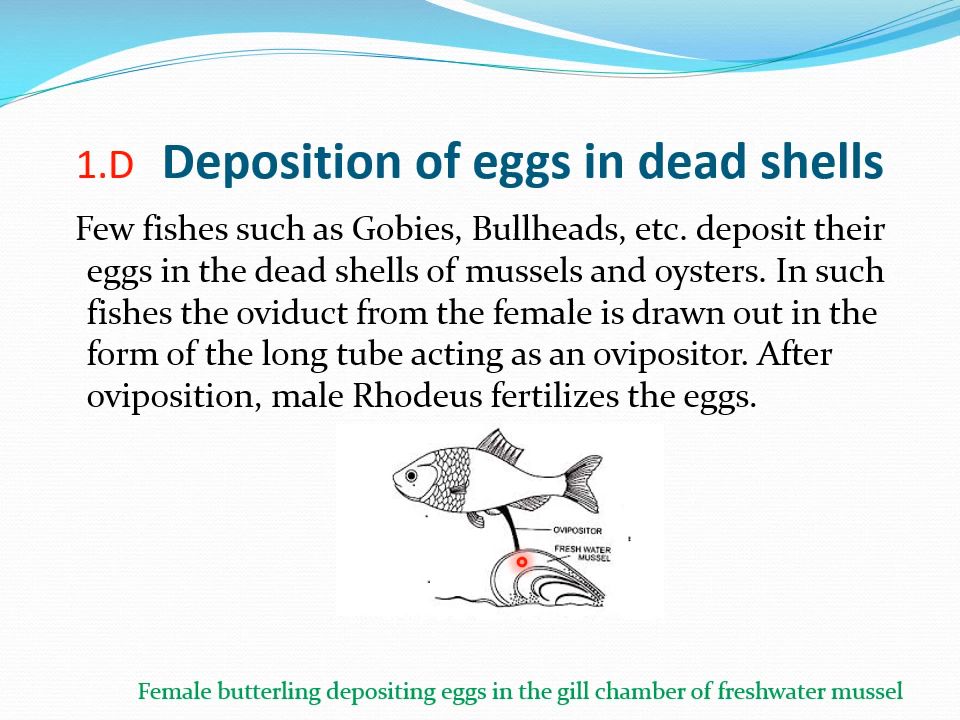 1.D Deposition of eggs in dead shells
Few fishes such as Gobies, Bullheads, etc. deposit their
eggs in the dead shells of mussels and oysters. In such
fishes the oviduct from the female is drawn out in the
form of the long tube acting as an ovipositor. After
oviposition, male Rhodeus fertilizes the eggs.
OVIPOSITOR
FRESH WATER
MUSSEL
Female butterling depositing eggs in the gill chamber of freshwater mussel